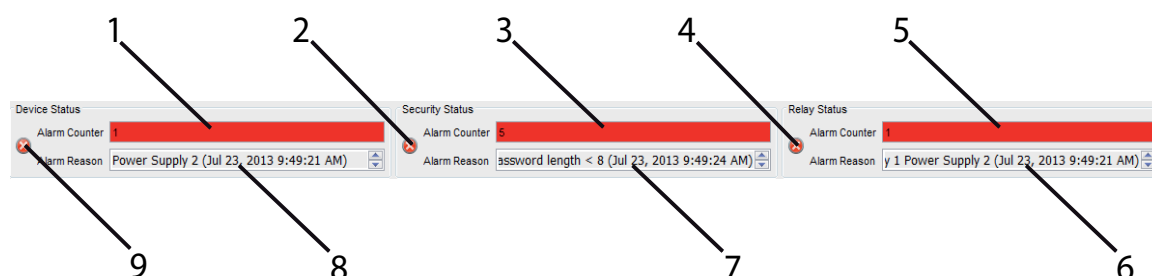 1 2 3 4 5
Device Status Security Status Relay Status
Alarm Counter 1 Alarm Counter 5 Alarm Counter 1
Alarm Reason Power Supply 2 (Jul 23, 2013 9:49:21 AM) Alarm Reason assword length < 8 (Jul 23, 2013 9:49:24 AM) Alarm Reason y 1 Power Supply 2 (Jul 23, 2013 9:49:21 AM)
9 8 7 6